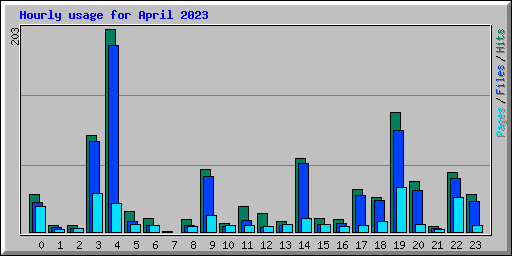 Hourly usage for April 2023
203
Pages/Files/Hits
0 1 2 3 4 5 6 7 8 9 10 11 12 13 14 15 16 17 18 19 20 21 22 23